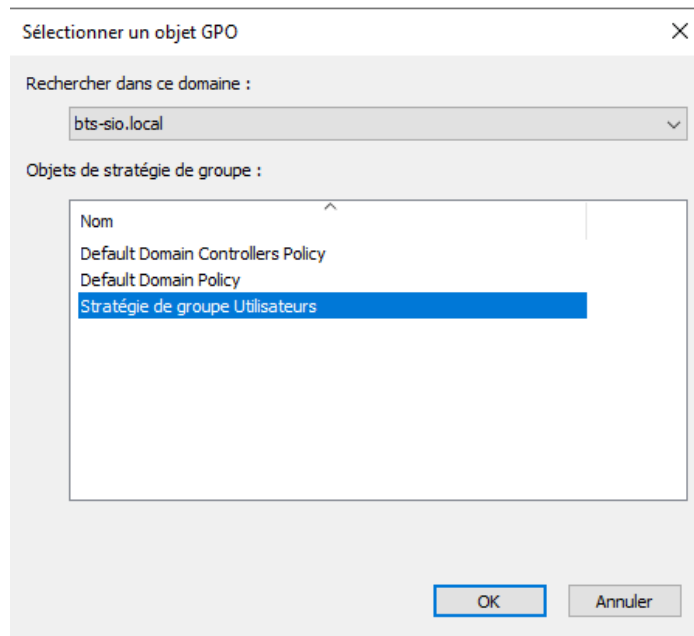 Sélectionner un objet GPO
Rechercher dans ce domaine :
bts-sio.local
Objets de stratégie de groupe :
Nom
Default Domain Controllers Policy
Default Domain Policy
Stratégie de groupe Utilisateurs
OK
Annuler